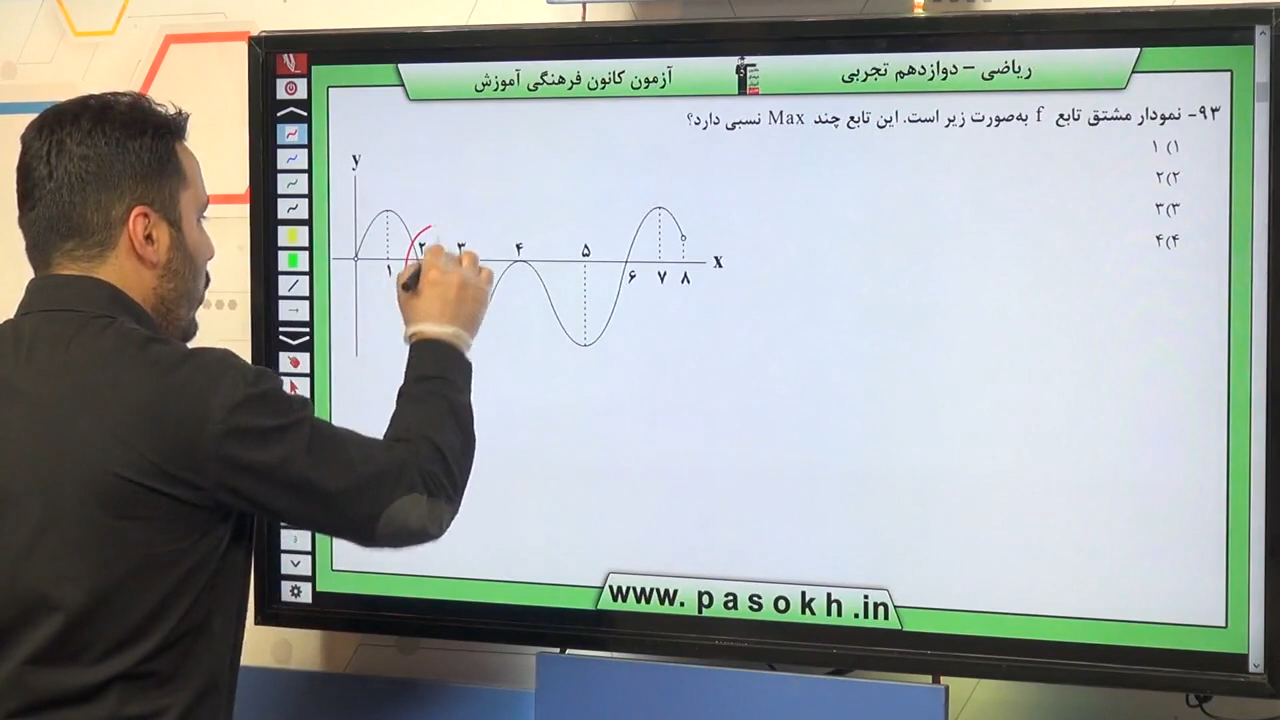 ریاضی – دوازدهم تجربی
آزمون کانون فرهنگی آموزش
۹۳- نمودار مشتق تابع f به‌صورت زیر است. این تابع چند Max نسبی دارد؟
۱) ۱
۲) ۲
۳) ۳
۴) ۴
y
۱ ۲ ۳ ۴ ۵ ۶ ۷ ۸ x
www.pasokh.in